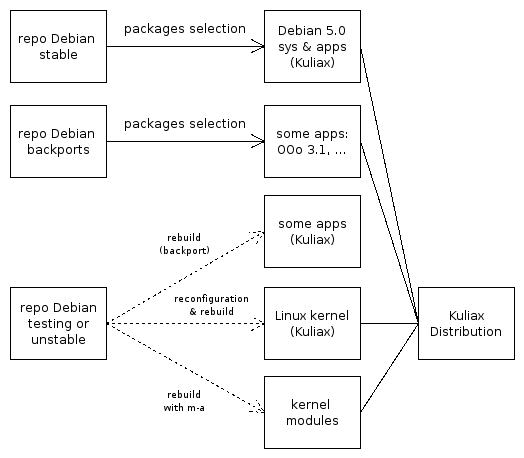 repo Debian
stable
packages selection
Debian 5.0
sys & apps
(Kuliax)
repo Debian
backports
packages selection
some apps:
OOo 3.1, ...
some apps
(Kuliax)
rebuild
(backport)
repo Debian
testing or
unstable
reconfiguration
& rebuild
Linux kernel
(Kuliax)
Kuliax
Distribution
rebuild
with m-a
kernel
modules